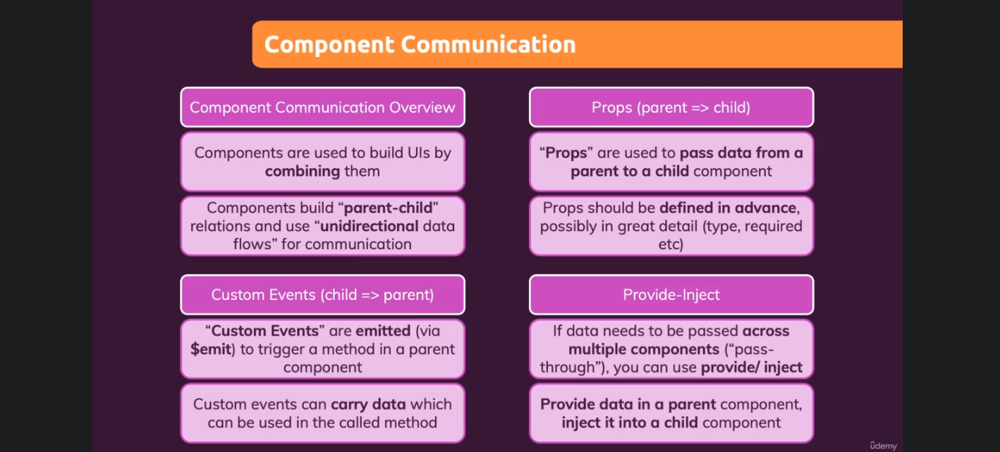 Component Communication
Component Communication Overview
Components are used to build UIs by
combining them
Components build “parent-child”
relations and use “unidirectional data
flows” for communication
Props (parent => child)
“Props” are used to pass data from a
parent to a child component
Props should be defined in advance,
possibly in great detail (type, required
etc)
Custom Events (child => parent)
“Custom Events” are emitted (via
$emit) to trigger a method in a parent
component
Custom events can carry data which
can be used in the called method
Provide-Inject
If data needs to be passed across
multiple components (“pass-
through”), you can use provide/ inject
Provide data in a parent component,
inject it into a child component
udemy